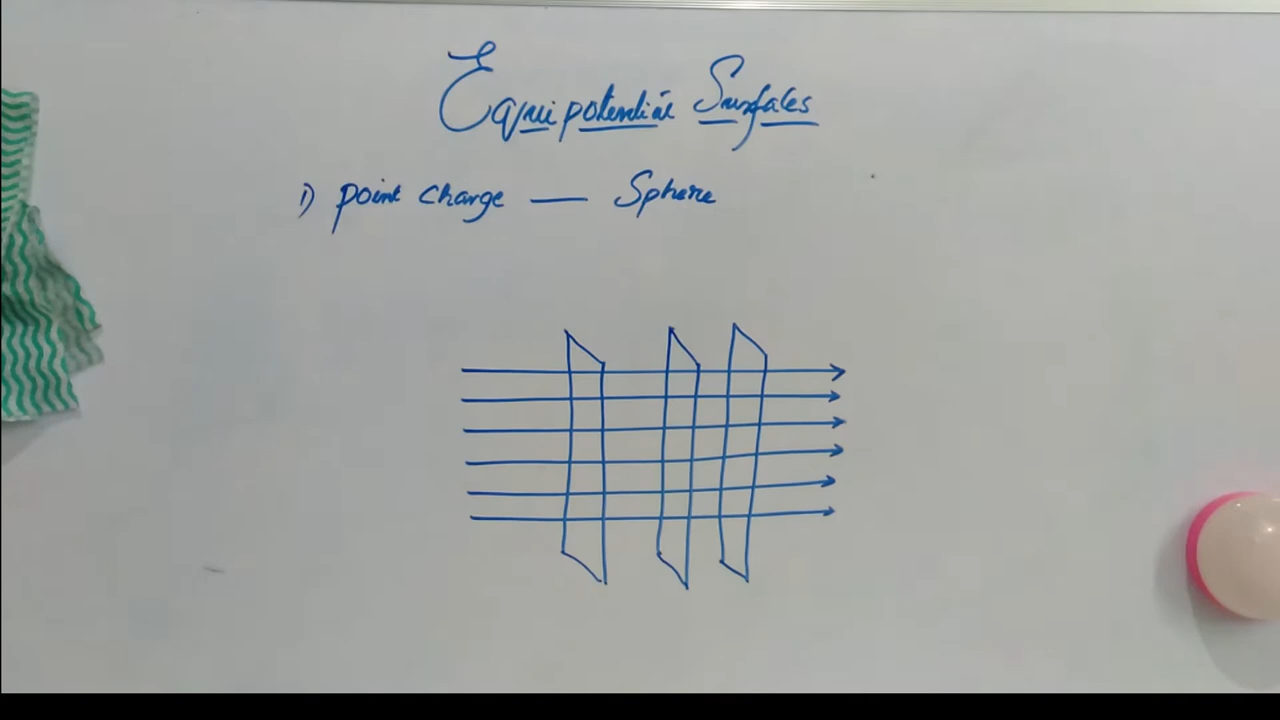 Equipotential Surfaces
1) point charge — Sphere